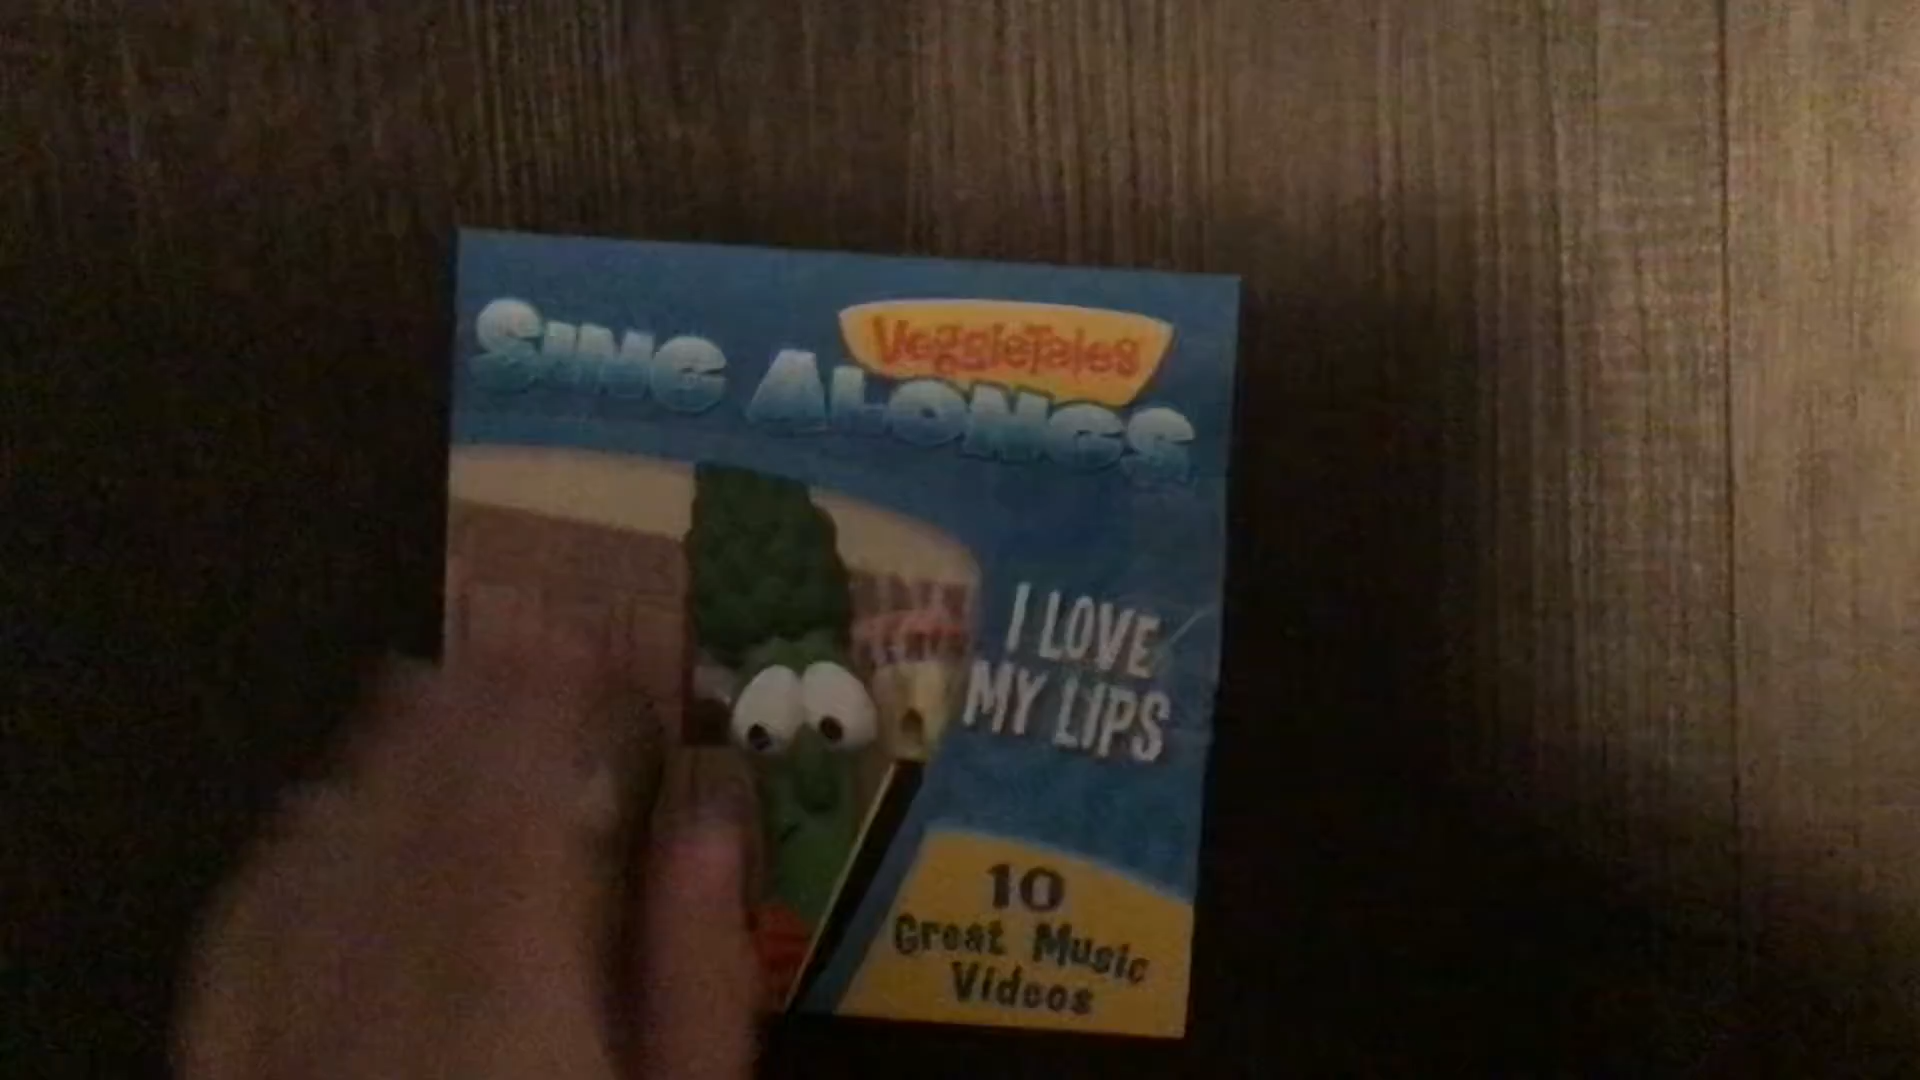 VeggieTales
SING ALONGS
I LOVE
MY LIPS
10
Great Music
Videos